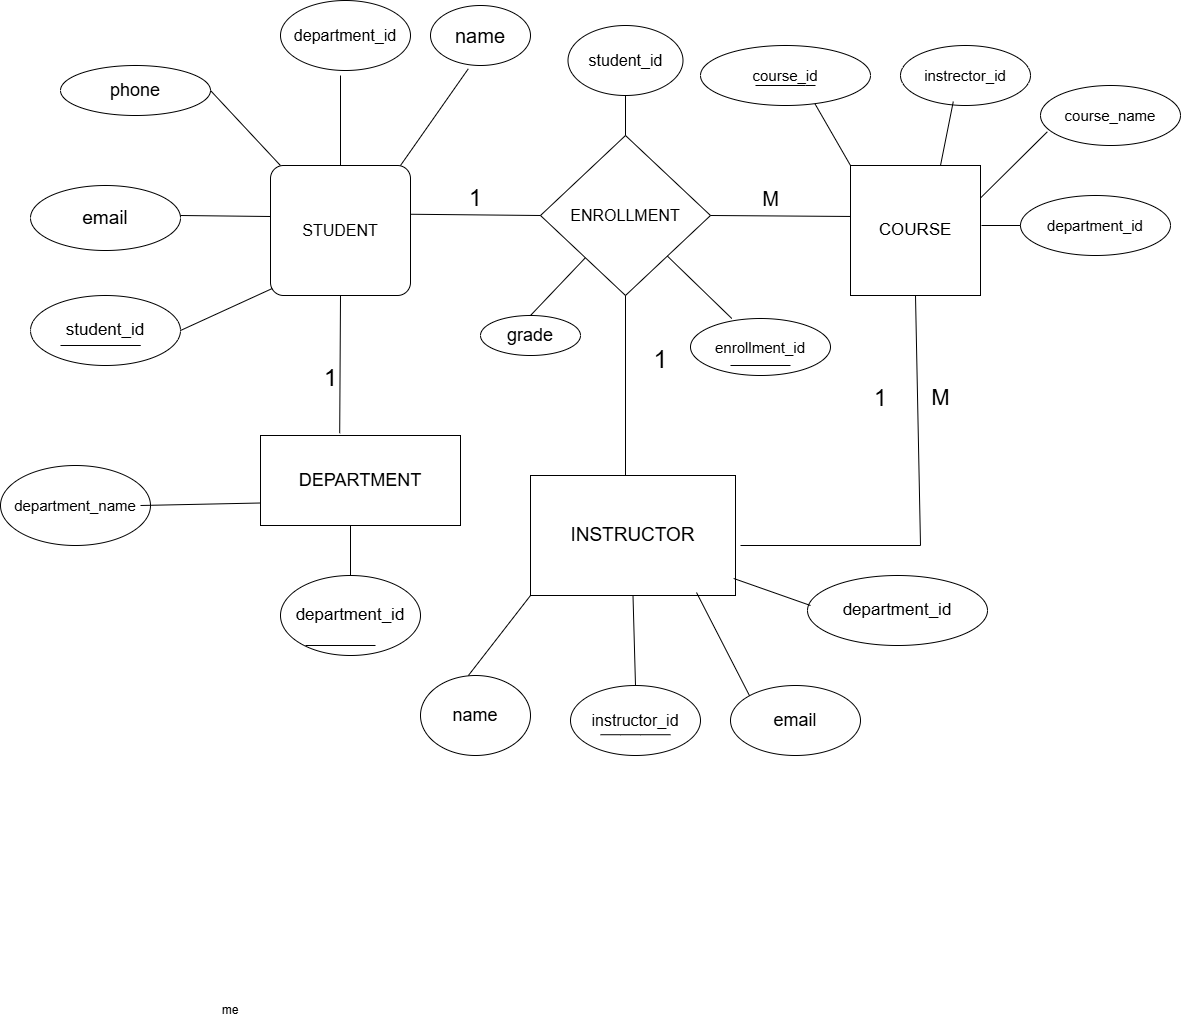 department_id
name
student_id
phone
course_id
instrector_id
course_name
email
STUDENT
1
ENROLLMENT
M
COURSE
department_id
student_id
grade
enrollment_id
1
1
1
M
DEPARTMENT
department_name
INSTRUCTOR
department_id
department_id
name
instructor_id
email
me